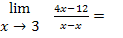 lim 4x−12
x → 3 x−x =